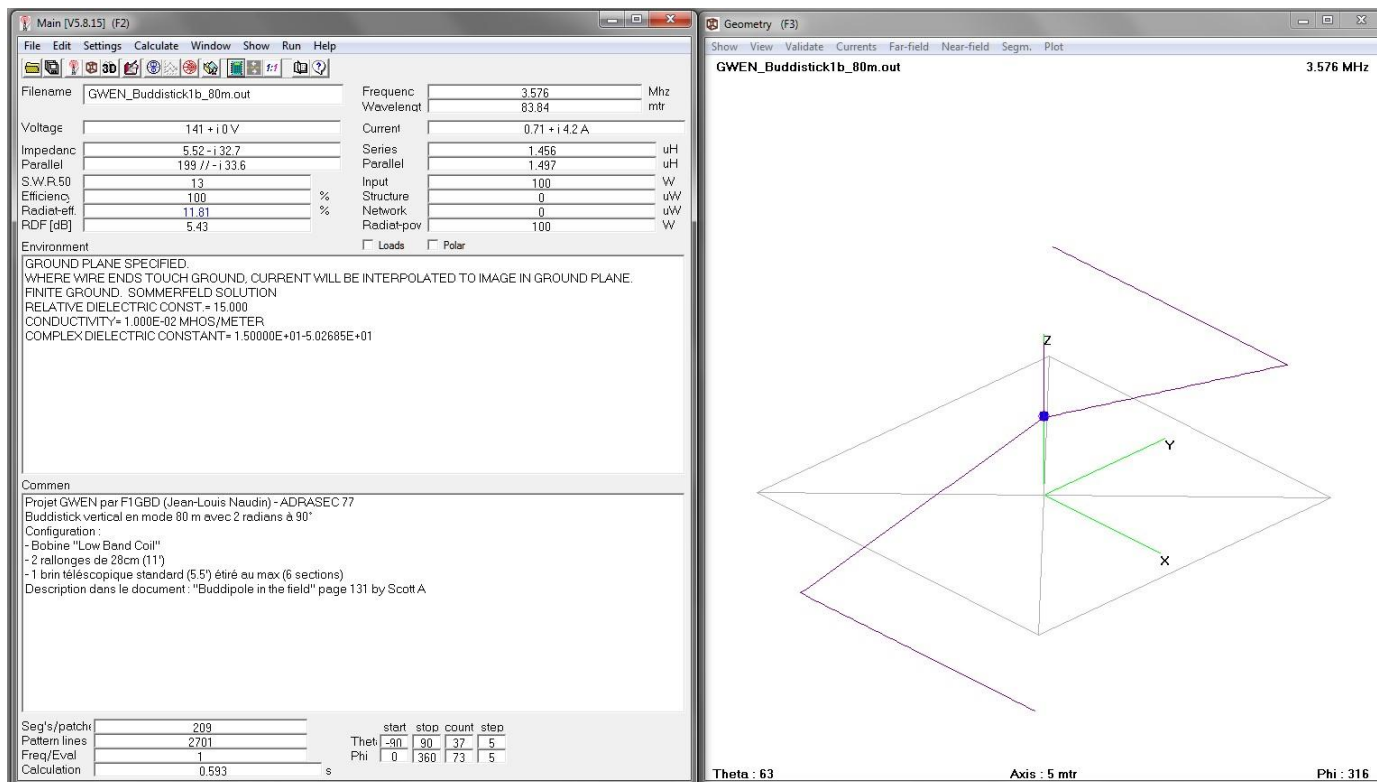 Main [V5.8.15] (F2)
File Edit Settings Calculate Window Show Run Help
3D 1:1
Filename GWEN_Buddistick1b_80m.out
Frequenc 3.576 Mhz
Wavelengt 83.84 mtr
Voltage 141 + i 0 V
Current 0.71 + i 4.2 A
Impedanc 5.52 - i 32.7
Series 1.456 uH
Parallel 199 // - i 33.6
Parallel 1.497 uH
S.W.R.50 13
Input 100 W
Efficienc 100 %
Structure 0 uW
Radiat-eff. 11.81 %
Network 0 uW
RDF [dB] 5.43
Radiat-pov 100 W
Environment
Loads Polar
GROUND PLANE SPECIFIED.
WHERE WIRE ENDS TOUCH GROUND, CURRENT WILL BE INTERPOLATED TO IMAGE IN GROUND PLANE.
FINITE GROUND. SOMMERFELD SOLUTION
RELATIVE DIELECTRIC CONST.= 15.000
CONDUCTIVITY= 1.000E-02 MHOS/METER
COMPLEX DIELECTRIC CONSTANT= 1.50000E+01-5.02685E+01
Commen
Projet GWEN par F1GBD (Jean-Louis Naudin) - ADRASEC 77
Buddistick vertical en mode 80 m avec 2 radians à 90°
Configuration :
- Bobine "Low Band Coil"
- 2 rallonges de 28cm (11')
- 1 brin téléscopique standard (5.5') étiré au max (6 sections)
Description dans le document : "Buddipole in the field" page 131 by Scott A
Seg's/patche 209
Pattern lines 2701
Freq/Eval 1
Calculation 0.593 s
start stop count step
Thet -90 90 37 5
Phi 0 360 73 5
Geometry (F3)
Show View Validate Currents Far-field Near-field Segm. Plot
GWEN_Buddistick1b_80m.out 3.576 MHz
Z
Y
X
Theta : 63 Axis : 5 mtr Phi : 316